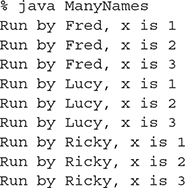 % java ManyNames
Run by Fred, x is 1
Run by Fred, x is 2
Run by Fred, x is 3
Run by Lucy, x is 1
Run by Lucy, x is 2
Run by Lucy, x is 3
Run by Ricky, x is 1
Run by Ricky, x is 2
Run by Ricky, x is 3